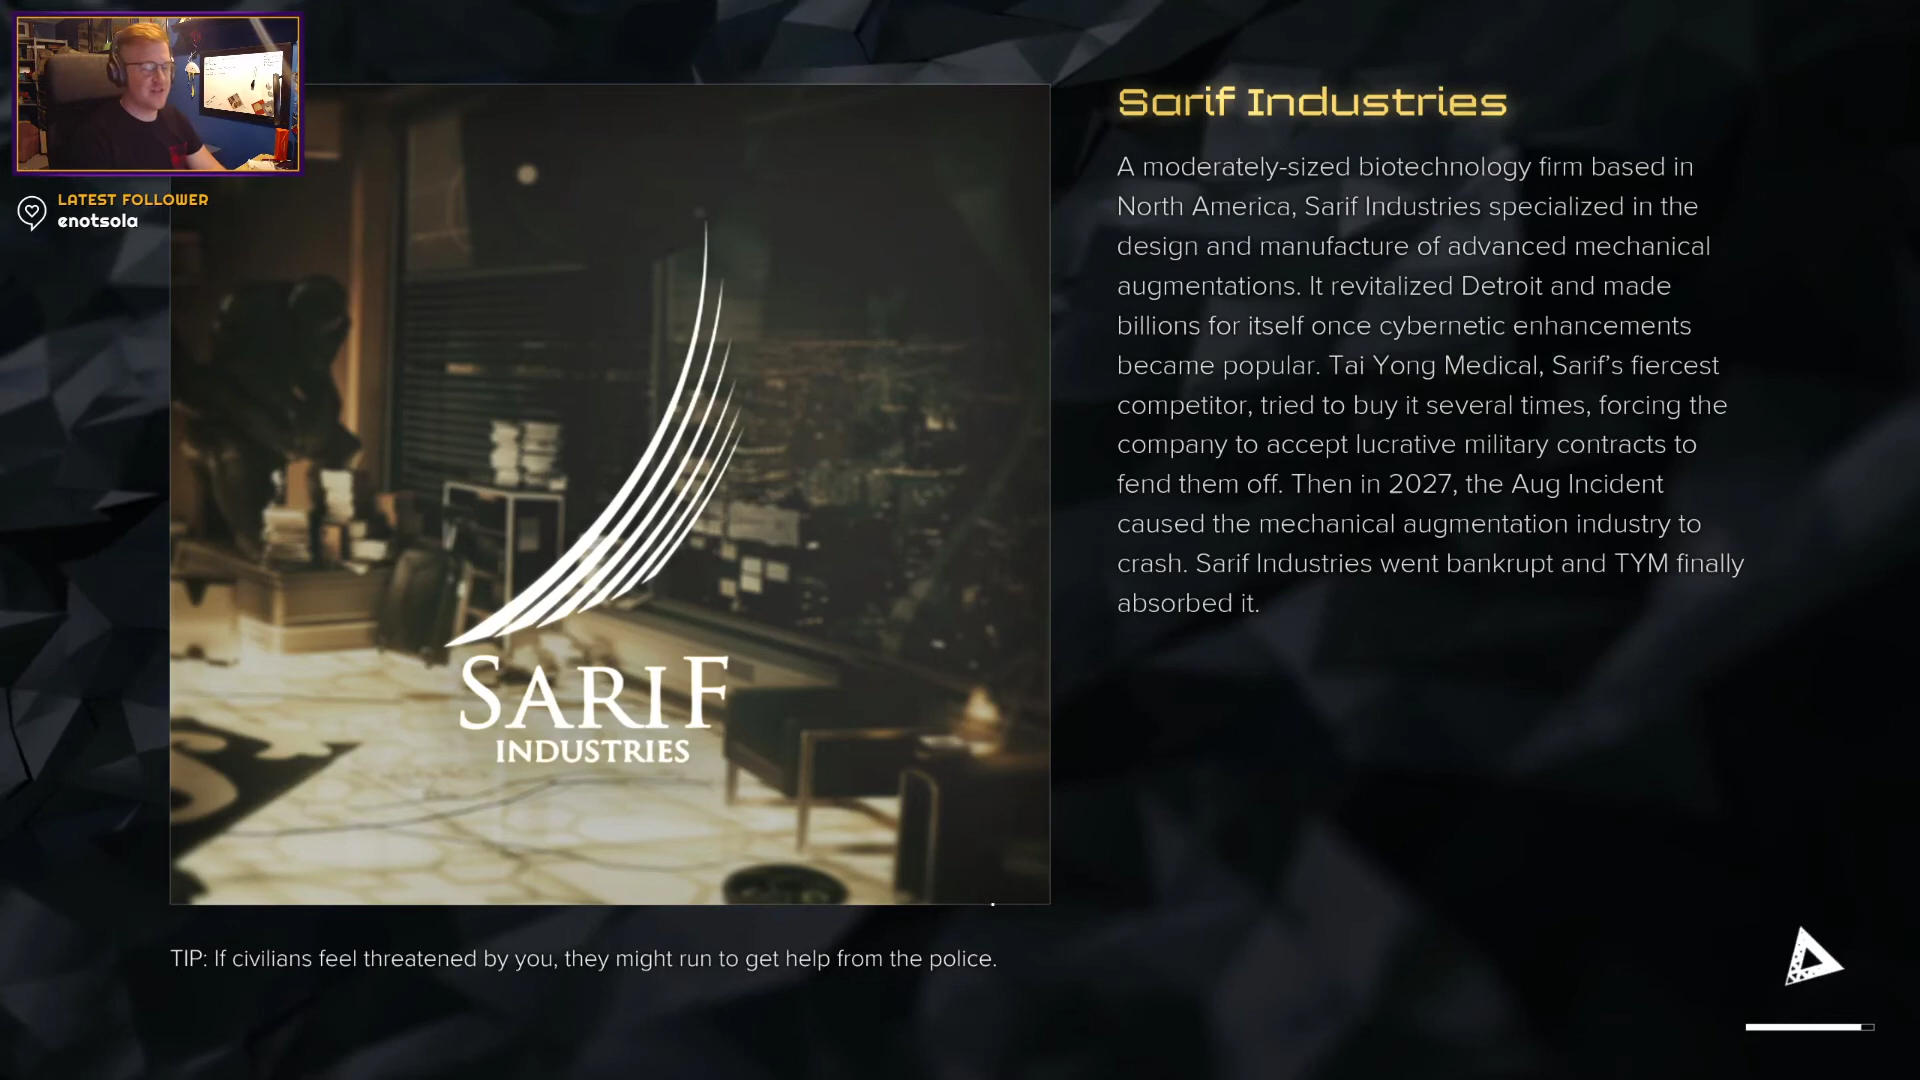 LATEST FOLLOWER
enotsola
SARIF
INDUSTRIES
Sarif Industries
A moderately-sized biotechnology firm based in
North America, Sarif Industries specialized in the
design and manufacture of advanced mechanical
augmentations. It revitalized Detroit and made
billions for itself once cybernetic enhancements
became popular. Tai Yong Medical, Sarif’s fiercest
competitor, tried to buy it several times, forcing the
company to accept lucrative military contracts to
fend them off. Then in 2027, the Aug Incident
caused the mechanical augmentation industry to
crash. Sarif Industries went bankrupt and TYM finally
absorbed it.
TIP: If civilians feel threatened by you, they might run to get help from the police.